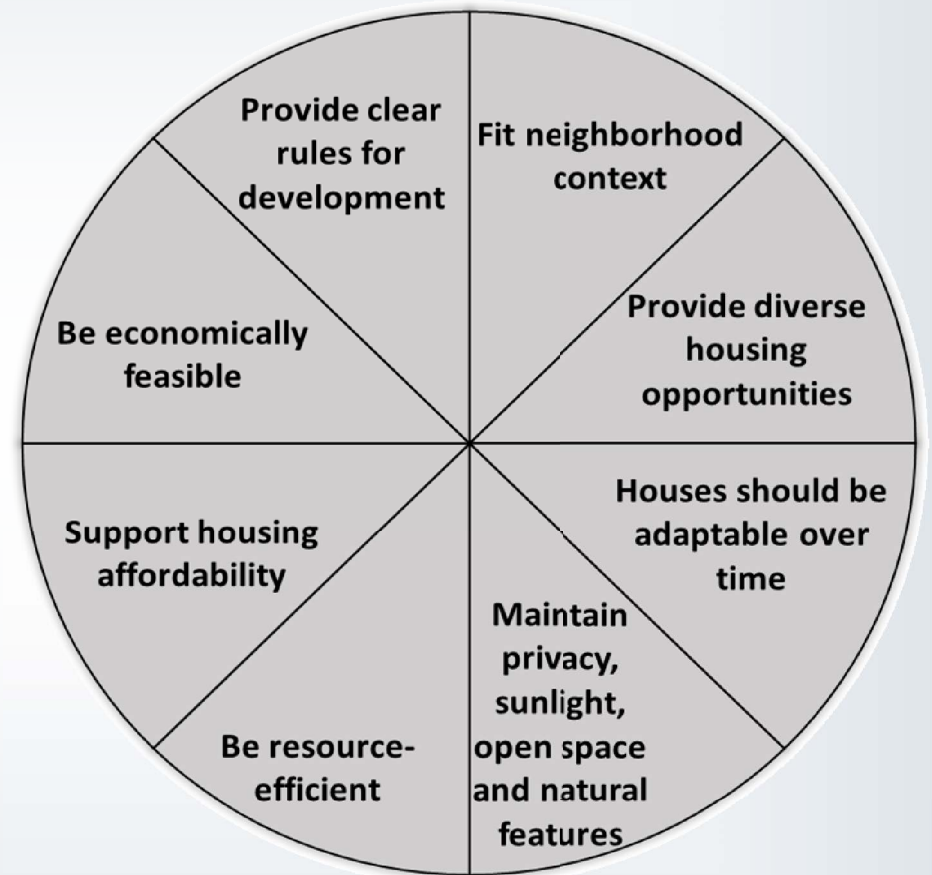 Provide clear
rules for
development
Fit neighborhood
context
Provide diverse
housing
opportunities
Houses should be
adaptable over
time
Maintain
privacy,
sunlight,
open space
and natural
features
Be resource-
efficient
Support housing
affordability
Be economically
feasible